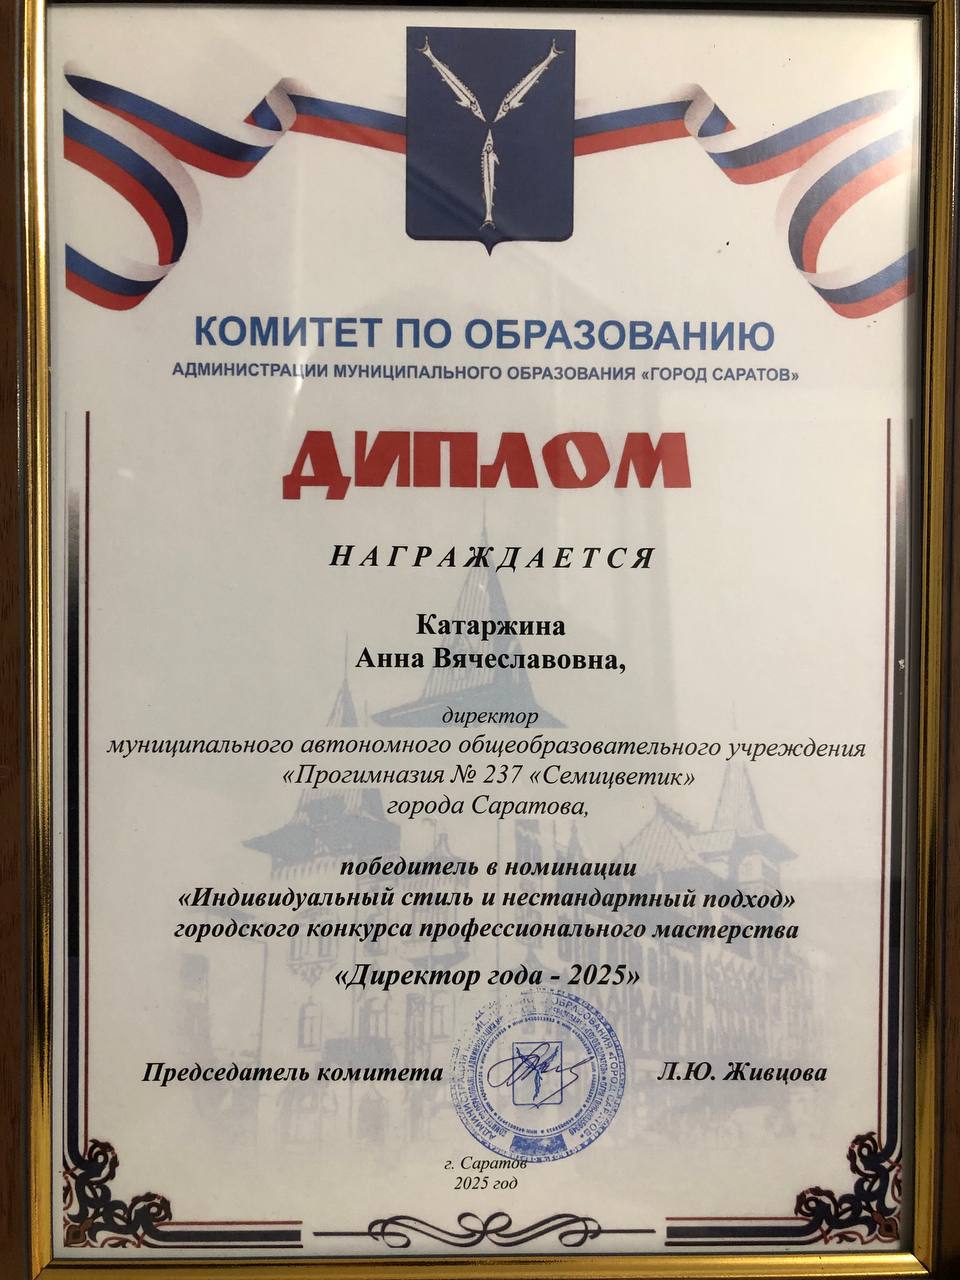 КОМИТЕТ ПО ОБРАЗОВАНИЮ
АДМИНИСТРАЦИИ МУНИЦИПАЛЬНОГО ОБРАЗОВАНИЯ «ГОРОД САРАТОВ»
ДИПЛОМ
НАГРАЖДАЕТСЯ
Катаржина
Анна Вячеславовна,
директор
муниципального автономного общеобразовательного учреждения
«Прогимназия № 237 «Семицветик»
города Саратова,
победитель в номинации
«Индивидуальный стиль и нестандартный подход»
городского конкурса профессионального мастерства
«Директор года - 2025»
Председатель комитета
Л.Ю. Живцова
г. Саратов
2025 год